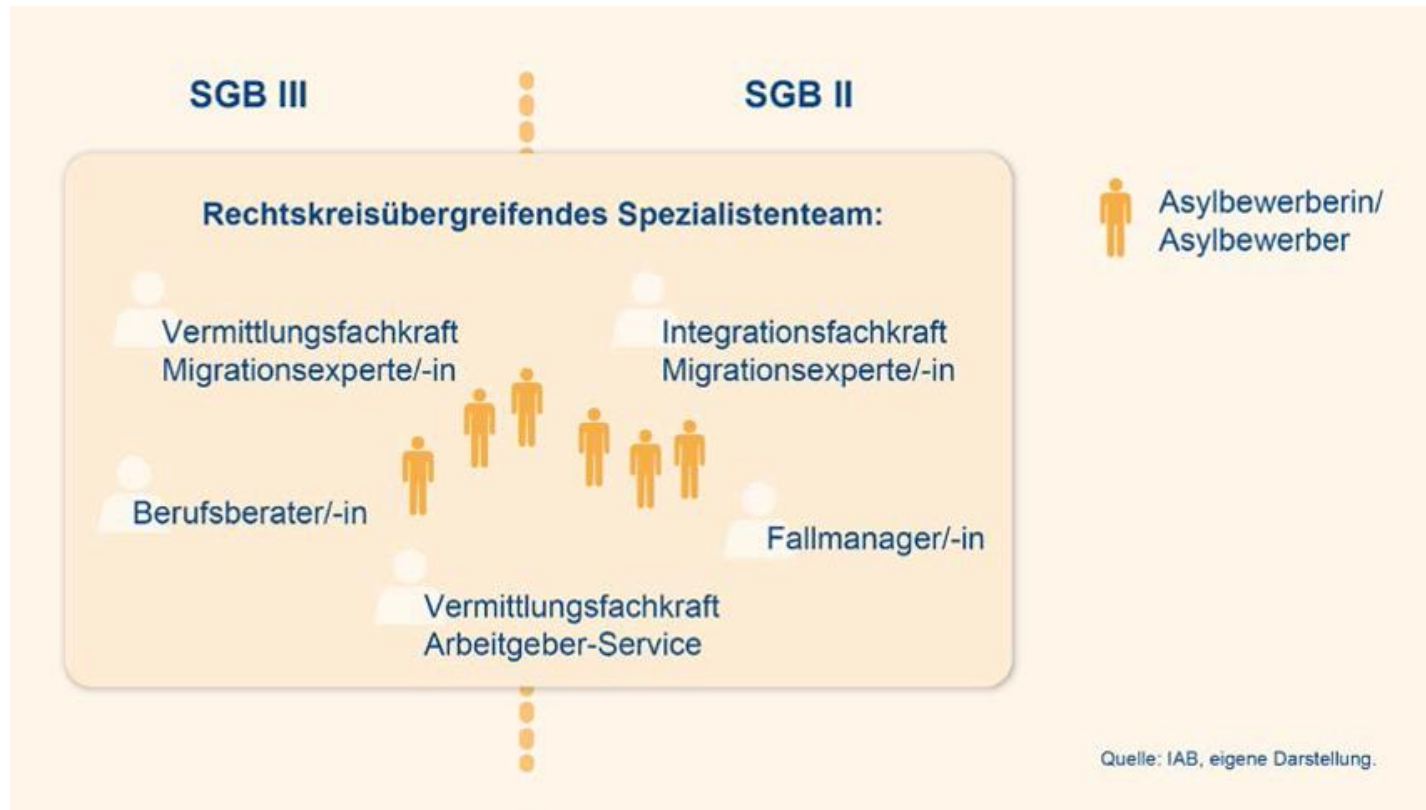 SGB III
SGB II
Rechtskreisübergreifendes Spezialistenteam:
Asylbewerberin/
Asylbewerber
Vermittlungsfachkraft
Migrationsexperte/-in
Integrationsfachkraft
Migrationsexperte/-in
Berufsberater/-in
Fallmanager/-in
Vermittlungsfachkraft
Arbeitgeber-Service
Quelle: IAB, eigene Darstellung.